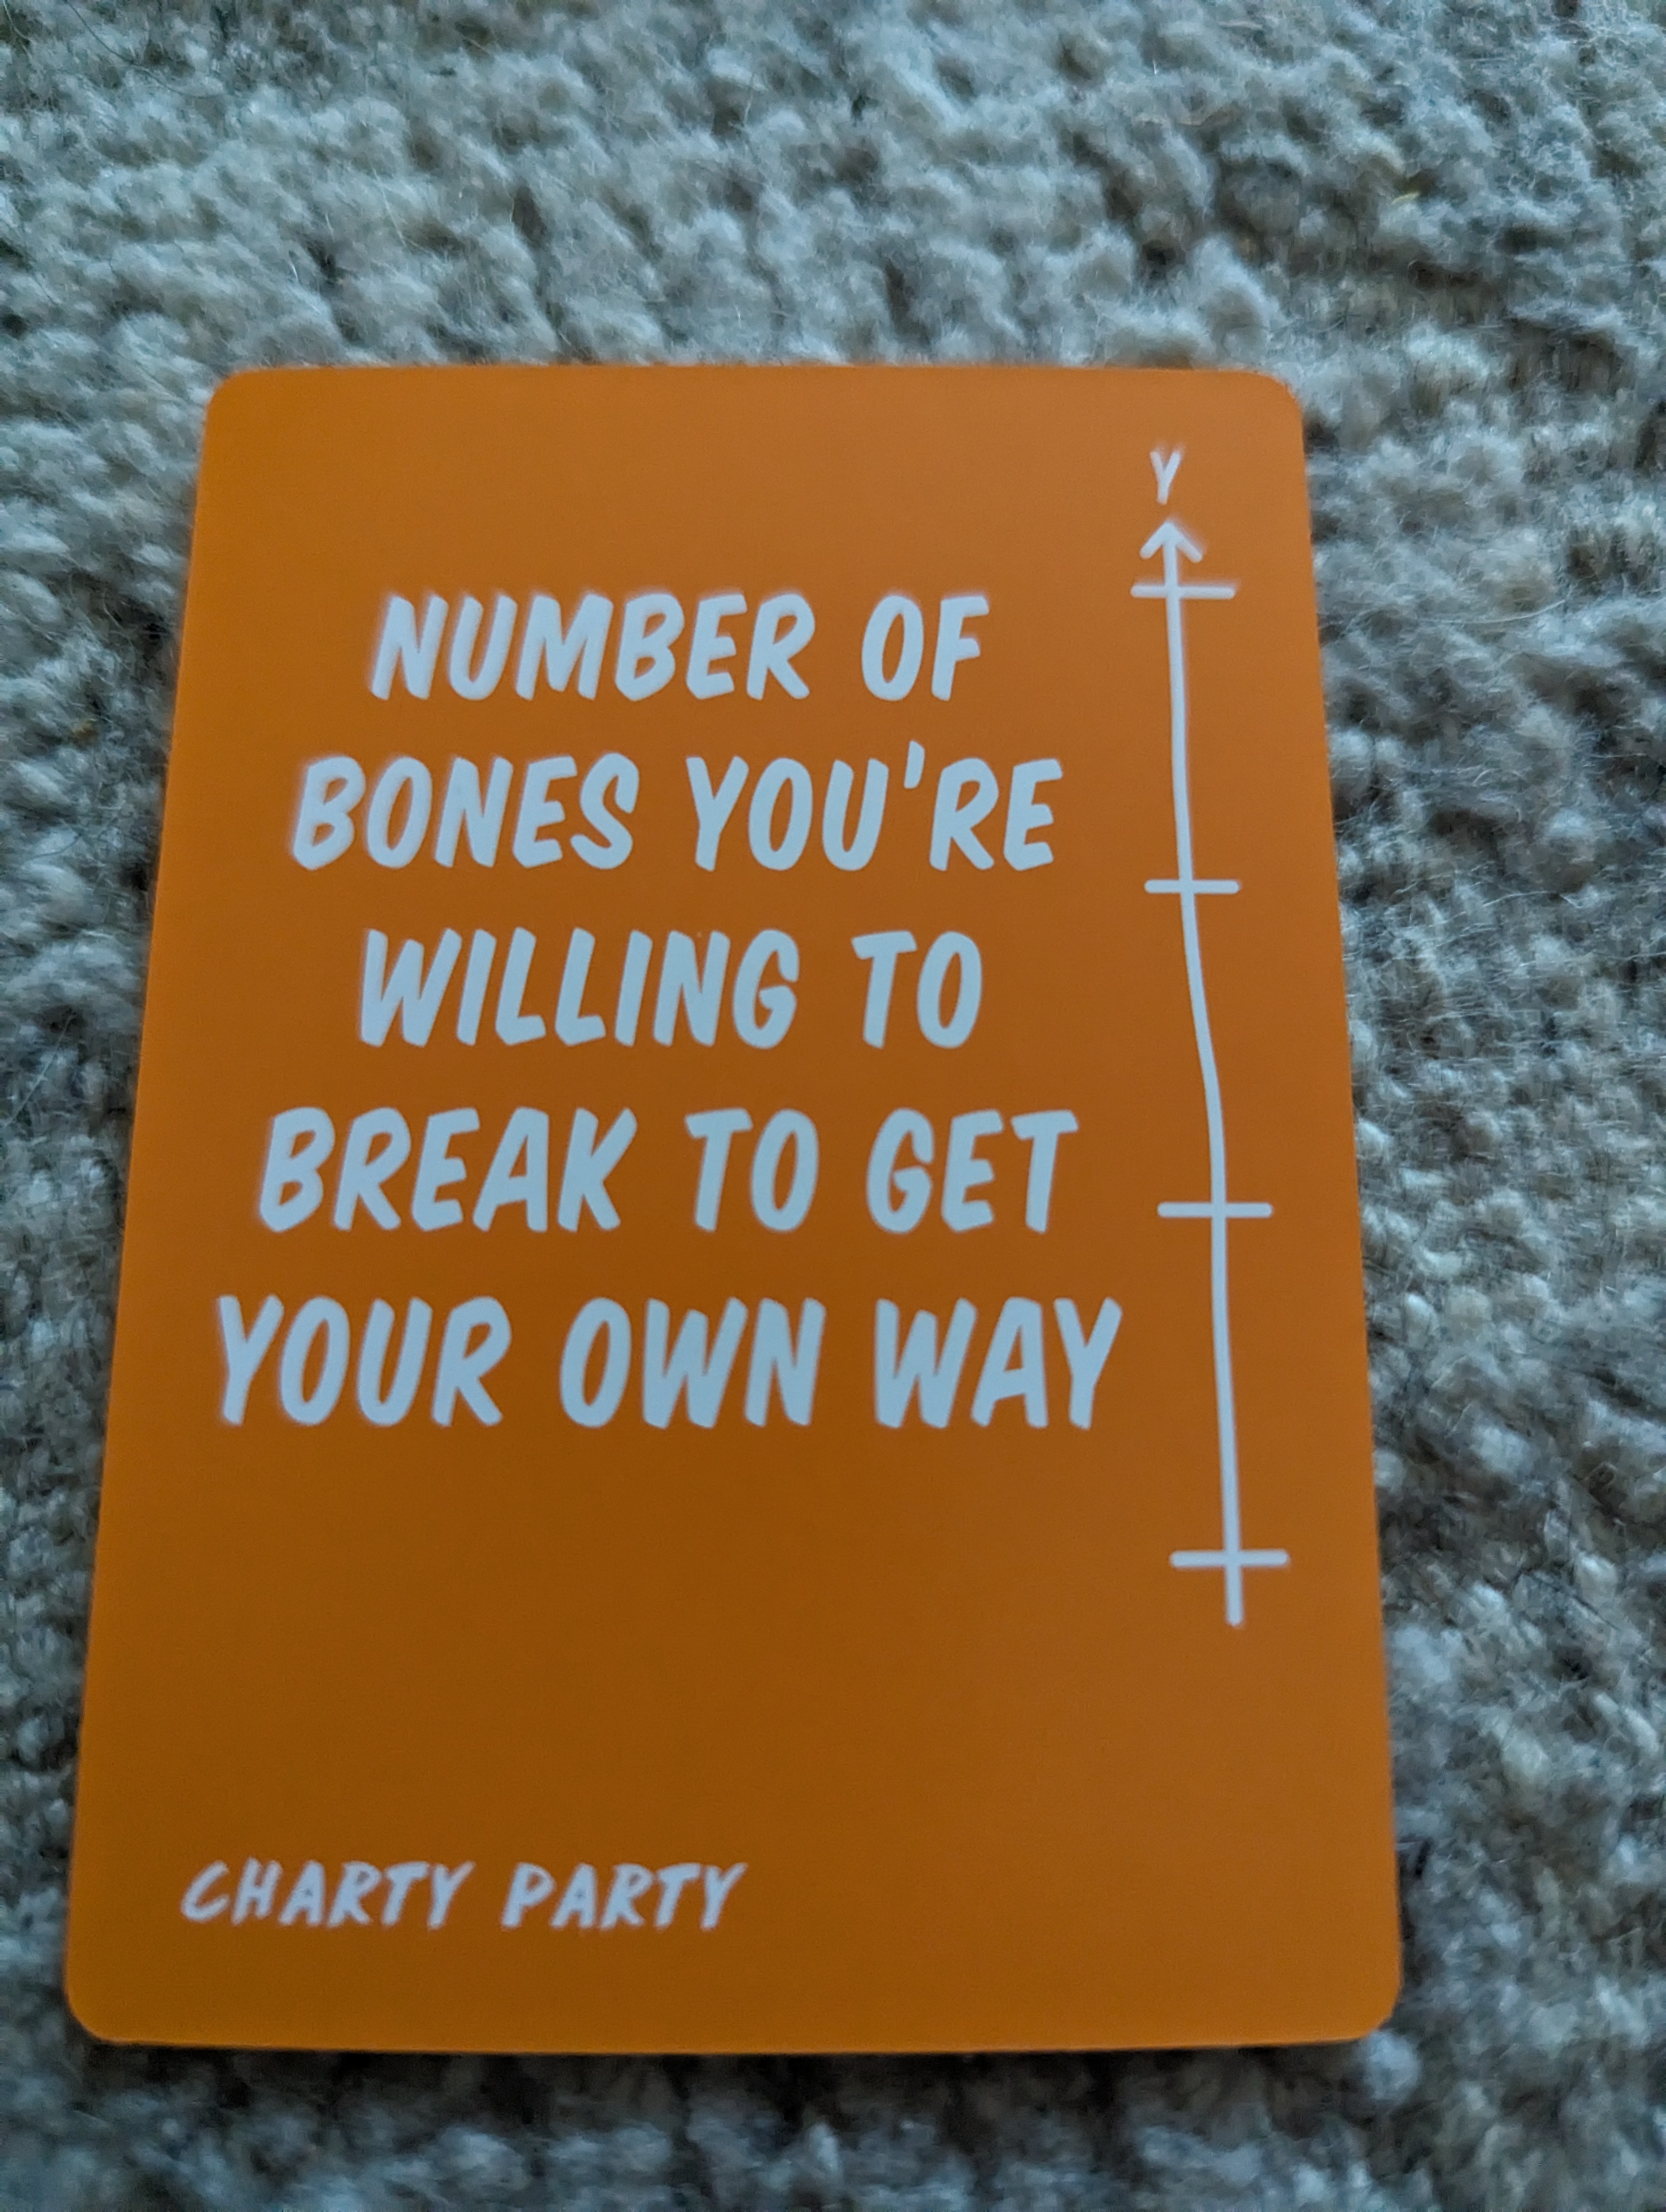 Y
NUMBER OF
BONES YOU'RE
WILLING TO
BREAK TO GET
YOUR OWN WAY
CHARTY PARTY